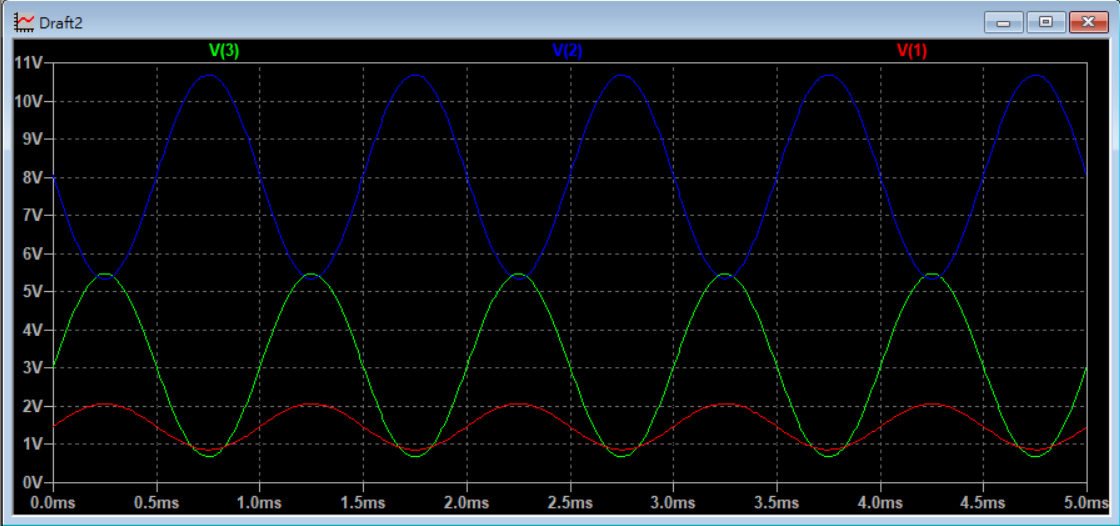 Draft2
V(3) V(2) V(1)
11V
10V
9V
8V
7V
6V
5V
4V
3V
2V
1V
0V
0.0ms 0.5ms 1.0ms 1.5ms 2.0ms 2.5ms 3.0ms 3.5ms 4.0ms 4.5ms 5.0ms